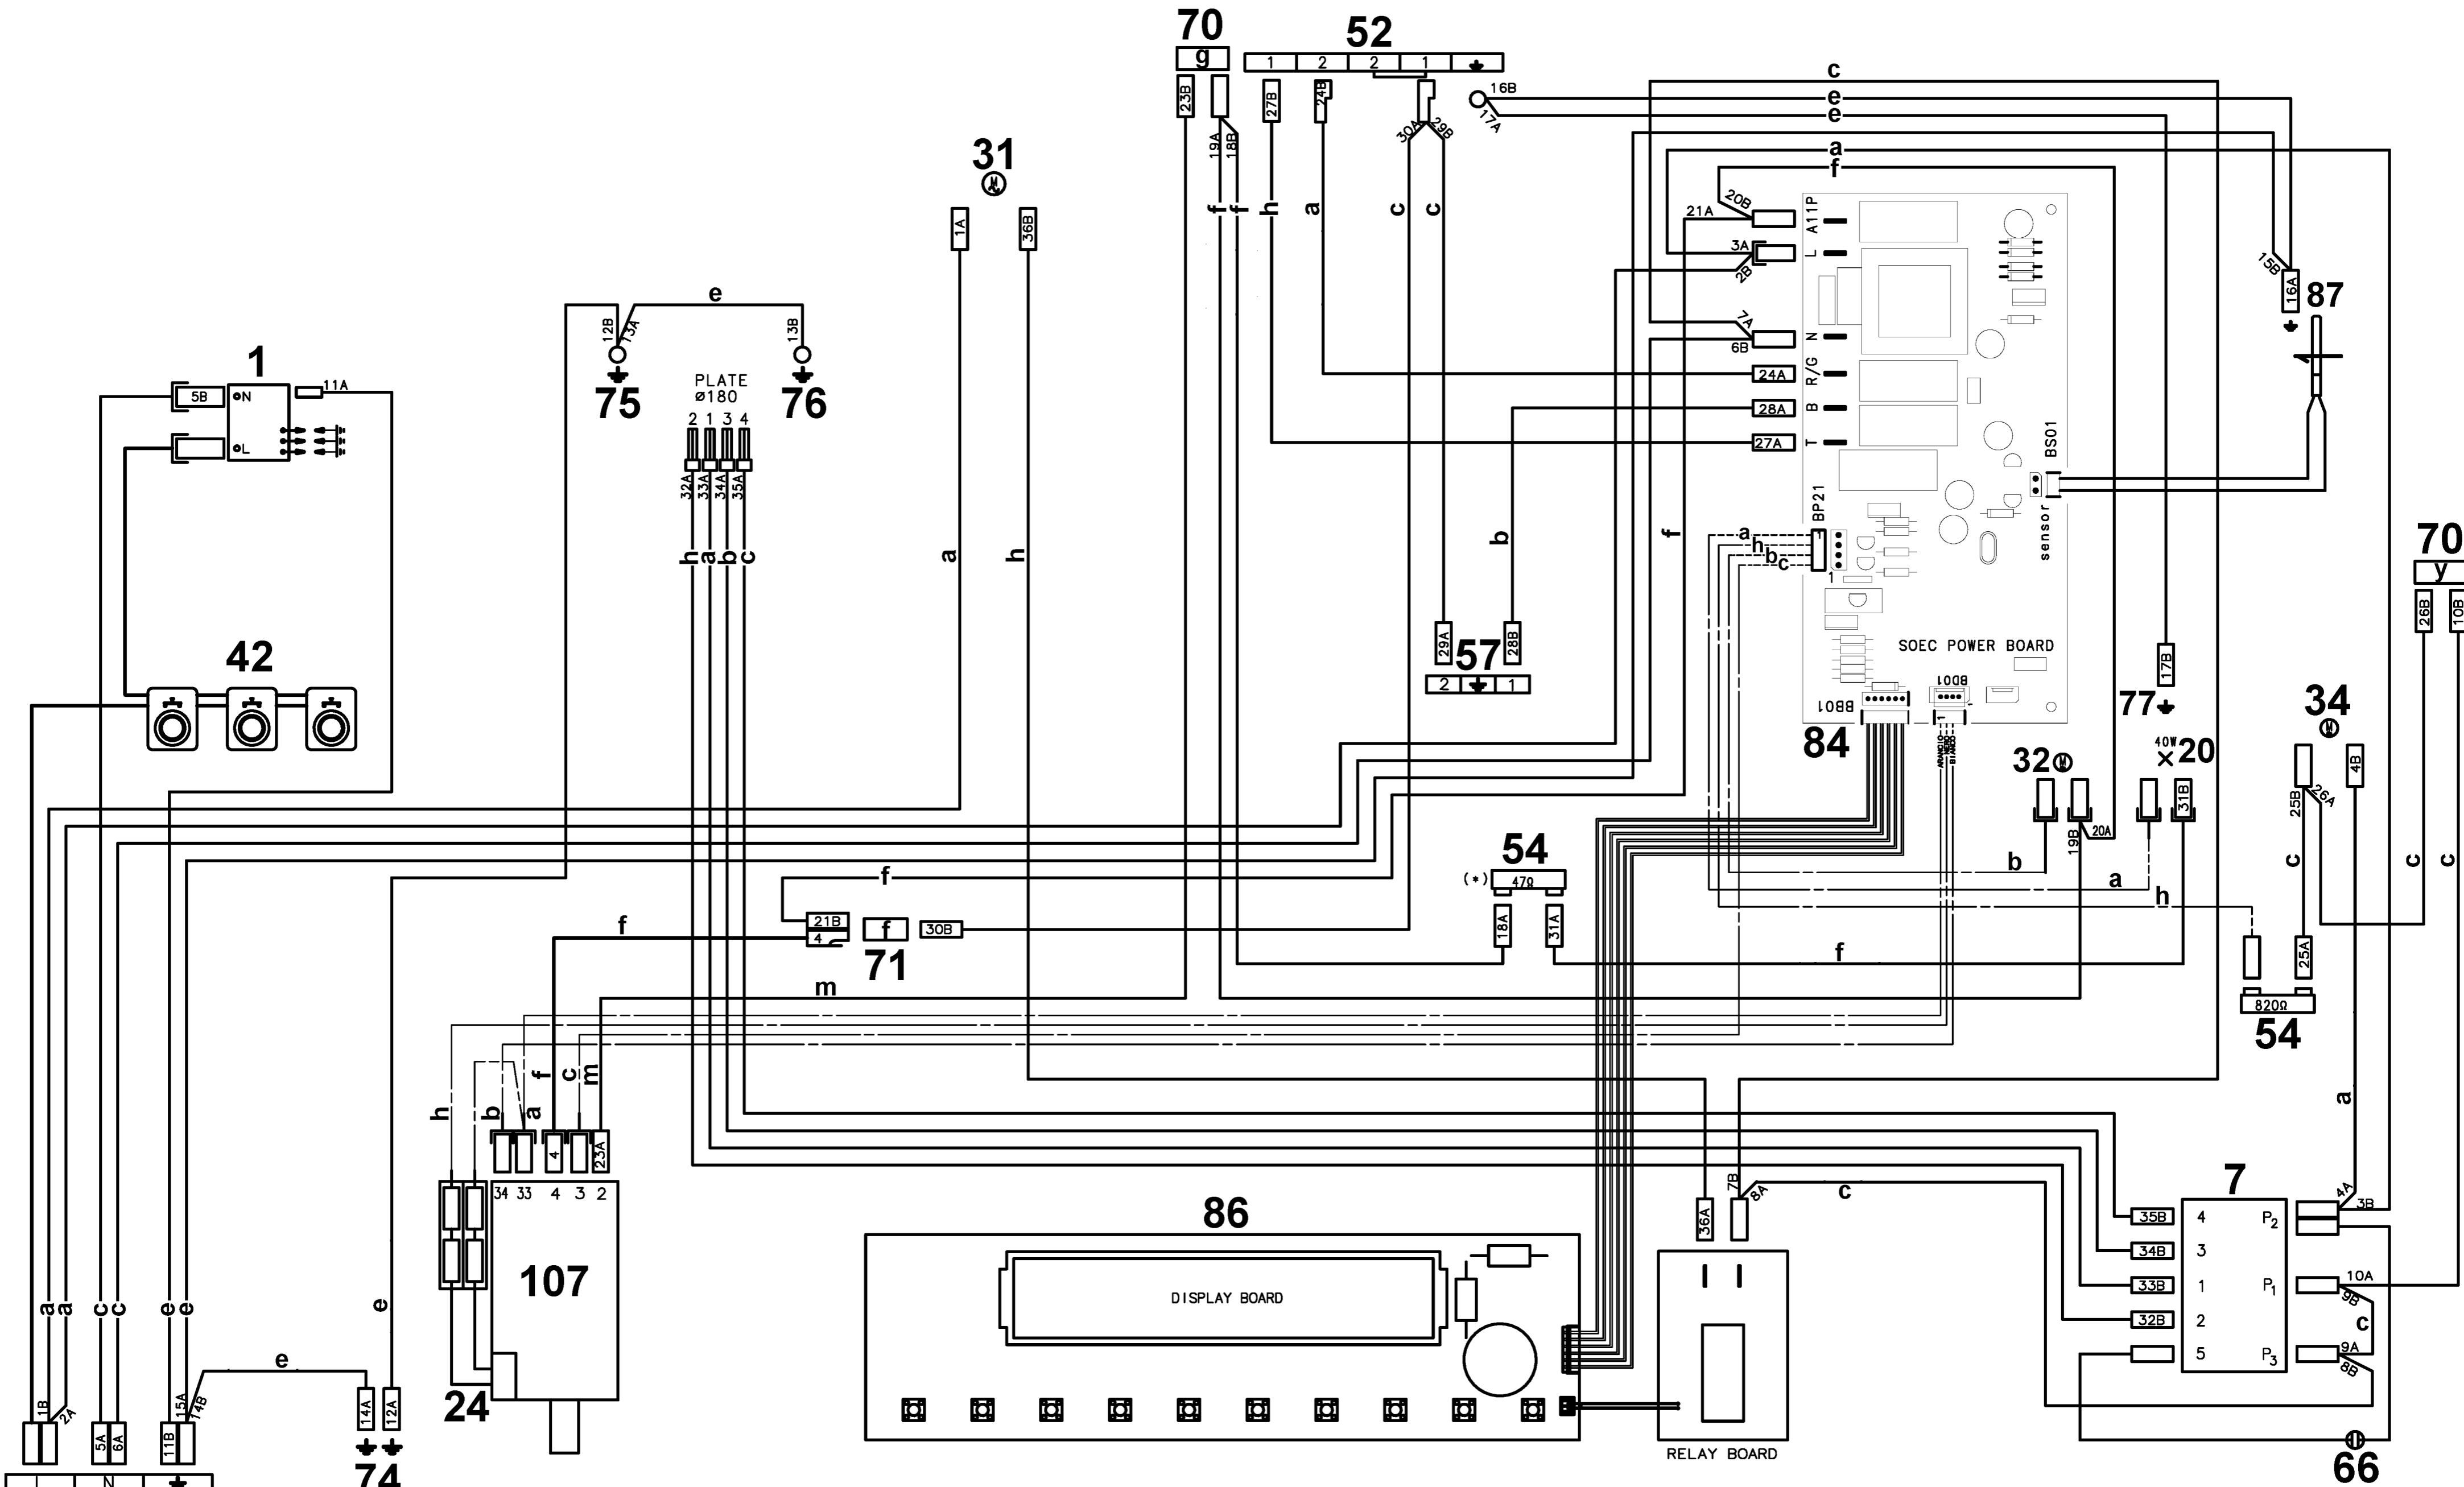 70
52
g
1 2 2 1
23B
27B
24B
16B
17A
30A
29B
19A
18B
c
e
e
a
f
31
1A
36B
f
f
h
a
c
c
20B
21A
A11P
3A
L
2B
15B
16A
87
7A
N
6B
R/G
24A
28A
B
27A
T
BS01
sensor
BP21
e
12B
13A
13B
75
76
PLATE
ø180
2 1 3 4
32A
33A
34A
35A
1
5B
N
L
11A
h
a
b
c
a
h
b
f
a
h
b
c
1
1
70
y
26B
10B
42
29A
57
28B
2
1
SOEC POWER BOARD
17B
77
BB01
BD01
1
84
ARANCIO
NERO
BIANCO
32
40W
20
34
4B
31B
25B
26A
19B
20A
54
(*)
47Ω
18A
31A
b
a
h
c
c
c
f
f
21B
4
f
30B
71
f
m
25A
820Ω
54
h
b
a
f
c
m
a
4
23A
34 33 4 3 2
107
24
a
a
c
c
e
e
e
e
1B
2A
5A
6A
11B
15A
14B
14A
12A
74
L
N
86
DISPLAY BOARD
36A
7B
8A
c
RELAY BOARD
7
35B
4
P2
4A
3B
34B
3
33B
1
P1
10A
9B
c
32B
2
5
P3
9A
8B
66